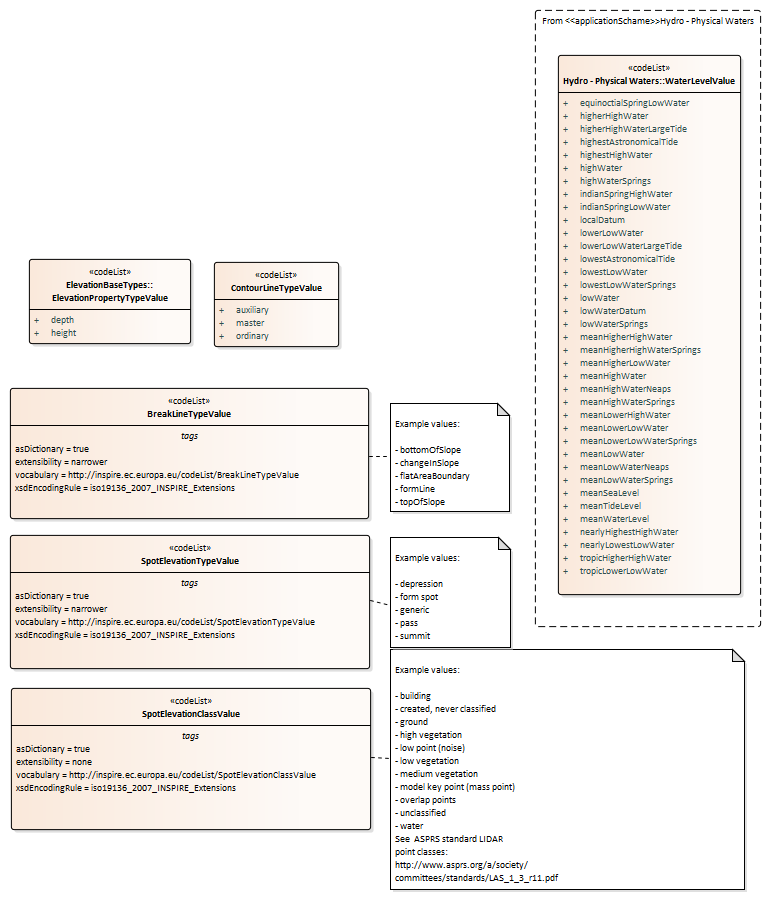 From <<applicationSchame>>Hydro - Physical Waters
«codeList»
Hydro - Physical Waters::WaterLevelValue
+ equinoctialSpringLowWater
+ higherHighWater
+ higherHighWaterLargeTide
+ highestAstronomicalTide
+ highestHighWater
+ highWater
+ highWaterSprings
+ indianSpringHighWater
+ indianSpringLowWater
+ localDatum
+ lowerLowWater
+ lowerLowWaterLargeTide
+ lowestAstronomicalTide
+ lowestLowWater
+ lowestLowWaterSprings
+ lowWater
+ lowWaterDatum
+ lowWaterSprings
+ meanHigherHighWater
+ meanHigherHighWaterSprings
+ meanHigherLowWater
+ meanHighWater
+ meanHighWaterNeaps
+ meanHighWaterSprings
+ meanLowerHighWater
+ meanLowerLowWater
+ meanLowerLowWaterSprings
+ meanLowWater
+ meanLowWaterNeaps
+ meanLowWaterSprings
+ meanSeaLevel
+ meanTideLevel
+ meanWaterLevel
+ nearlyHighestHighWater
+ nearlyLowestLowWater
+ tropicHigherHighWater
+ tropicLowerLowWater
«codeList»
ElevationBaseTypes::
ElevationPropertyTypeValue
+ depth
+ height
«codeList»
ContourLineTypeValue
+ auxiliary
+ master
+ ordinary
«codeList»
BreakLineTypeValue
tags
asDictionary = true
extensibility = narrower
vocabulary = http://inspire.ec.europa.eu/codeList/BreakLineTypeValue
xsdEncodingRule = iso19136_2007_INSPIRE_Extensions
Example values:
- bottomOfSlope
- changeInSlope
- flatAreaBoundary
- formLine
- topOfSlope
«codeList»
SpotElevationTypeValue
tags
asDictionary = true
extensibility = narrower
vocabulary = http://inspire.ec.europa.eu/codeList/SpotElevationTypeValue
xsdEncodingRule = iso19136_2007_INSPIRE_Extensions
Example values:
- depression
- form spot
- generic
- pass
- summit
«codeList»
SpotElevationClassValue
tags
asDictionary = true
extensibility = none
vocabulary = http://inspire.ec.europa.eu/codeList/SpotElevationClassValue
xsdEncodingRule = iso19136_2007_INSPIRE_Extensions
Example values:
- building
- created, never classified
- ground
- high vegetation
- low point (noise)
- low vegetation
- medium vegetation
- model key point (mass point)
- overlap points
- unclassified
- water
See ASPRS standard LIDAR
point classes:
http://www.asprs.org/a/society/
committees/standards/LAS_1_3_r11.pdf